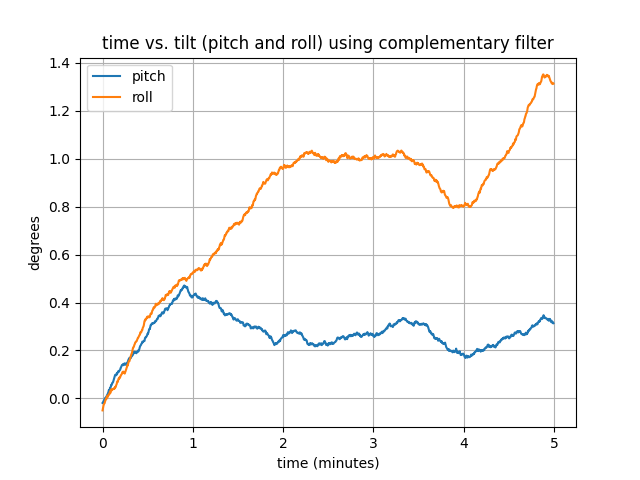 time vs. tilt (pitch and roll) using complementary filter
pitch
roll
1.4
1.2
1.0
0.8
0.6
0.4
0.2
0.0
degrees
0 1 2 3 4 5
time (minutes)